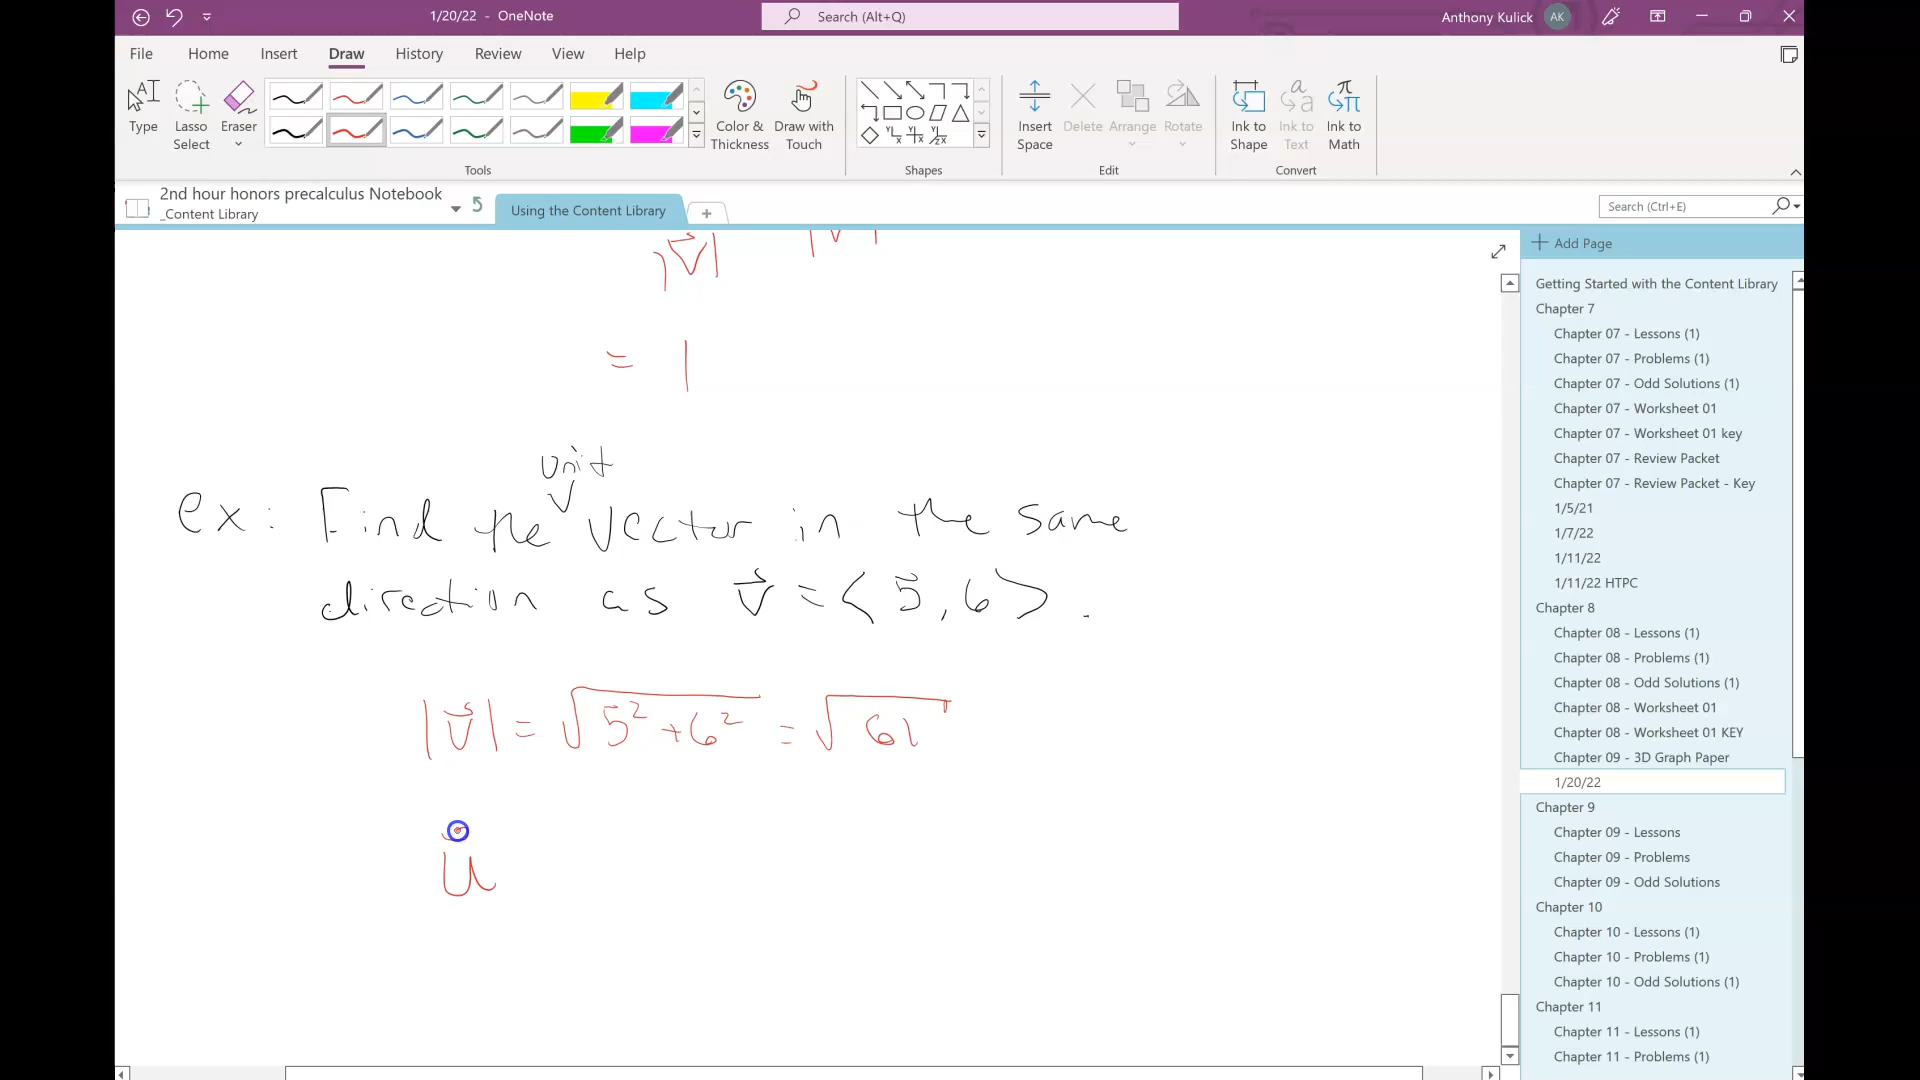 1/20/22 - OneNote
Search (Alt+Q)
Anthony Kulick
AK
File Home Insert Draw History Review View Help
Type
Lasso Select
Eraser
Color & Thickness
Draw with Touch
Insert Space
Delete
Arrange
Rotate
Ink to Shape
Ink to Text
Ink to Math
Tools
Shapes
Edit
Convert
2nd hour honors precalculus Notebook
_Content Library
Using the Content Library
Search (Ctrl+E)
Add Page
Getting Started with the Content Library
Chapter 7
Chapter 07 - Lessons (1)
Chapter 07 - Problems (1)
Chapter 07 - Odd Solutions (1)
Chapter 07 - Worksheet 01
Chapter 07 - Worksheet 01 key
Chapter 07 - Review Packet
Chapter 07 - Review Packet - Key
1/5/21
1/7/22
1/11/22
1/11/22 HTPC
Chapter 8
Chapter 08 - Lessons (1)
Chapter 08 - Problems (1)
Chapter 08 - Odd Solutions (1)
Chapter 08 - Worksheet 01
Chapter 08 - Worksheet 01 KEY
Chapter 09 - 3D Graph Paper
1/20/22
Chapter 9
Chapter 09 - Lessons
Chapter 09 - Problems
Chapter 09 - Odd Solutions
Chapter 10
Chapter 10 - Lessons (1)
Chapter 10 - Problems (1)
Chapter 10 - Odd Solutions (1)
Chapter 11
Chapter 11 - Lessons (1)
Chapter 11 - Problems (1)
|v⃗| |v|
= 1
unit
ex: Find the vector in the same
direction as v⃗ = ⟨5, 6⟩.
|v⃗| = √(5² + 6²) = √61
u⃗